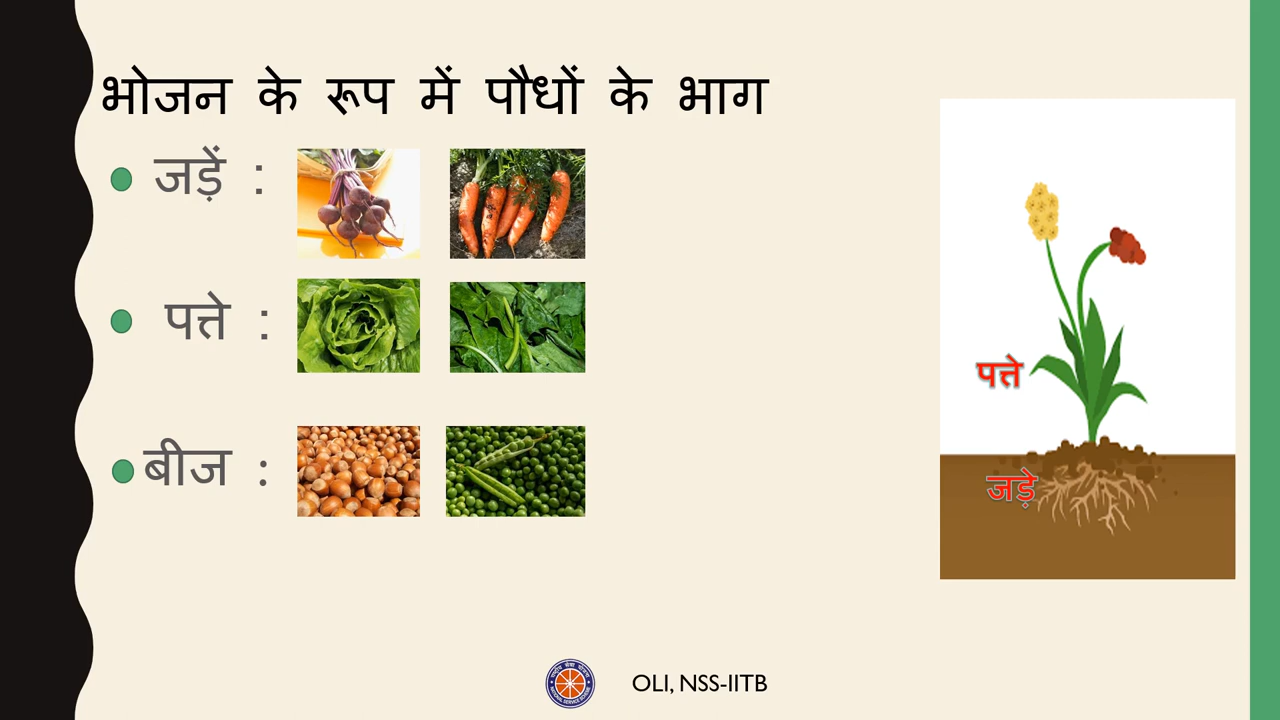 भोजन के रूप में पौधों के भाग
जड़ें :
पत्ते :
बीज :
पत्ते
जड़े
OLI, NSS-IITB